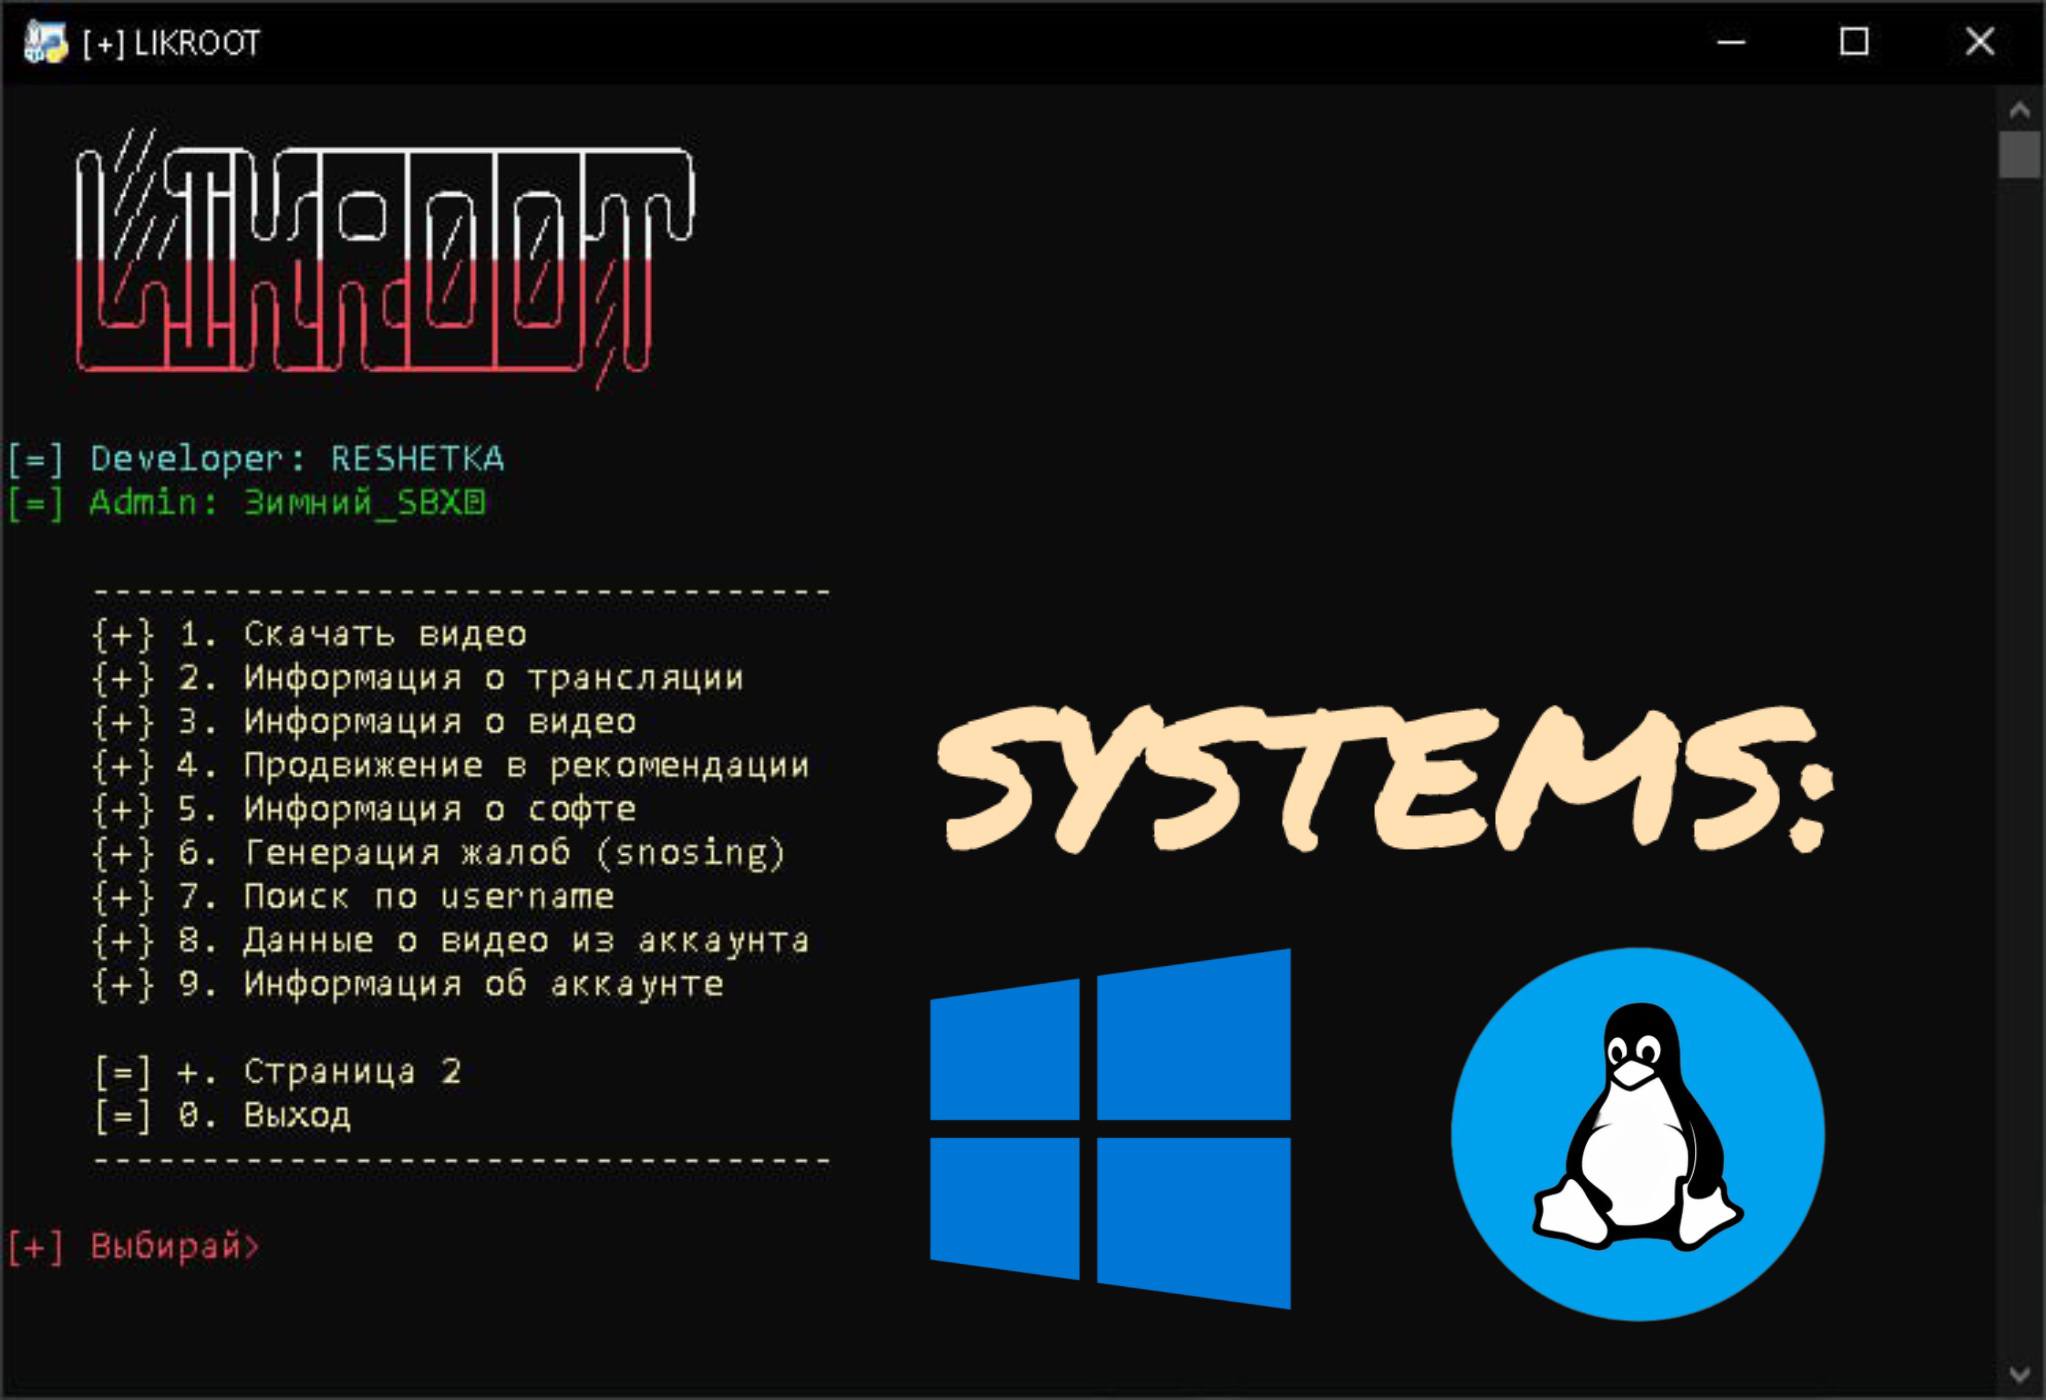 [+] LIKROOT
LIKROOT
[=] Developer: RESHETKA
[=] Admin: Зимний_SBX
----------------------------------
{+} 1. Скачать видео
{+} 2. Информация о трансляции
{+} 3. Информация о видео
{+} 4. Продвижение в рекомендации
{+} 5. Информация о софте
{+} 6. Генерация жалоб (snosing)
{+} 7. Поиск по username
{+} 8. Данные о видео из аккаунта
{+} 9. Информация об аккаунте
[=] +. Страница 2
[=] 0. Выход
----------------------------------
[+] Выбирай>
SYSTEMS: